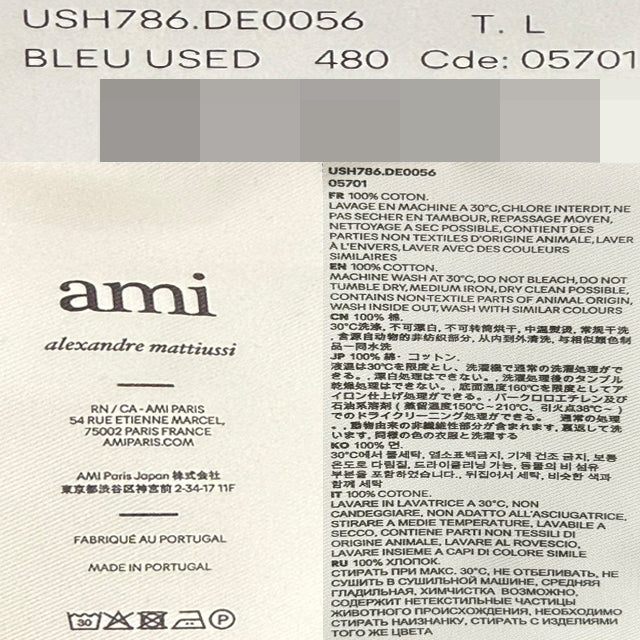 USH786.DE0056 T. L
BLEU USED 480 Cde: 05701
ami
alexandre mattiussi
RN / CA - AMI PARIS
54 RUE ETIENNE MARCEL,
75002 PARIS FRANCE
AMIPARIS.COM
AMI Paris Japan 株式会社
東京都渋谷区神宮前 2-34-17 11F
FABRIQUÉ AU PORTUGAL
MADE IN PORTUGAL
30 P
USH786.DE0056
05701
FR 100% COTON.
LAVAGE EN MACHINE A 30°C, CHLORE INTERDIT, NE
PAS SECHER EN TAMBOUR, REPASSAGE MOYEN,
NETTOYAGE A SEC POSSIBLE, CONTIENT DES
PARTIES NON TEXTILES D'ORIGINE ANIMALE, LAVER
À L'ENVERS, LAVER AVEC DES COULEURS
SIMILAIRES
EN 100% COTTON.
MACHINE WASH AT 30°C, DO NOT BLEACH, DO NOT
TUMBLE DRY, MEDIUM IRON, DRY CLEAN POSSIBLE,
CONTAINS NON-TEXTILE PARTS OF ANIMAL ORIGIN,
WASH INSIDE OUT, WASH WITH SIMILAR COLOURS
CN 100% 棉.
30°C洗涤, 不可漂白, 不可转筒烘干, 中温熨烫, 常规干洗
, 含源自动物的非纺织部分, 从内到外清洗, 与相似颜色制
品一同水洗
JP 100% 綿・コットン.
液温は30℃を限度とし、洗濯機で通常の洗濯処理がで
きる。, 漂白処理はできない。, 洗濯処理後のタンブル
乾燥処理はできない。, 底面温度160℃を限度としてア
イロン仕上げ処理ができる。, パークロロエチレン及び
石油系溶剤 ( 蒸留温度150℃～210℃、引火点38℃～ )
でのドライクリーニング処理ができる。 通常の処理
。, 動物由来の非繊維性部分が含まれます, 裏返して洗
います, 同様の色の衣服と洗濯する
KO 100% 면.
30°C에서 물세탁, 염소표백금지, 기계 건조 금지, 보통
온도로 다림질, 드라이클리닝 가능, 동물의 비 섬유
부분을 포함하였습니다., 뒤집어서 세탁, 비슷한 색과
함께 세탁
IT 100% COTONE.
LAVARE IN LAVATRICE A 30°C, NON
CANDEGGIARE, NON ADATTO ALL'ASCIUGATRICE,
STIRARE A MEDIE TEMPERATURE, LAVABILE A
SECCO, CONTIENE PARTI NON TESSILI DI
ORIGINE ANIMALE, LAVARE AL ROVESCIO,
LAVARE INSIEME A CAPI DI COLORE SIMILE
RU 100% ХЛОПОК.
СТИРАТЬ ПРИ МАКС. 30°C, НЕ ОТБЕЛИВАТЬ, НЕ
СУШИТЬ В СУШИЛЬНОЙ МАШИНЕ, СРЕДНЯЯ
ГЛАДИЛЬНАЯ, ХИМЧИСТКА ВОЗМОЖНО,
СОДЕРЖИТ НЕТЕКСТИЛЬНЫЕ ЧАСТИЦЫ
ЖИВОТНОГО ПРОИСХОЖДЕНИЯ, НЕОБХОДИМО
СТИРАТЬ НАИЗНАНКУ, СТИРАТЬ С ИЗДЕЛИЯМИ
ТОГО ЖЕ ЦВЕТА